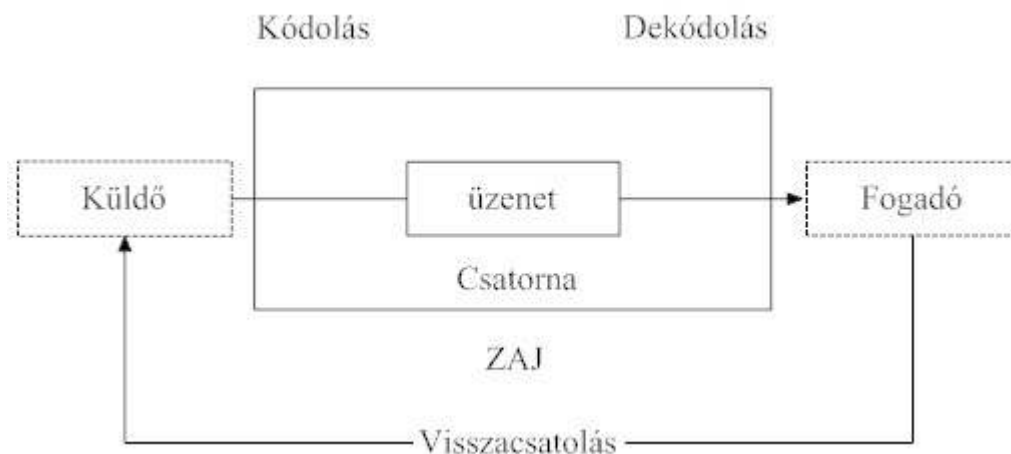 Kódolás Dekódolás
Küldő üzenet Fogadó
Csatorna
ZAJ
Visszacsatolás